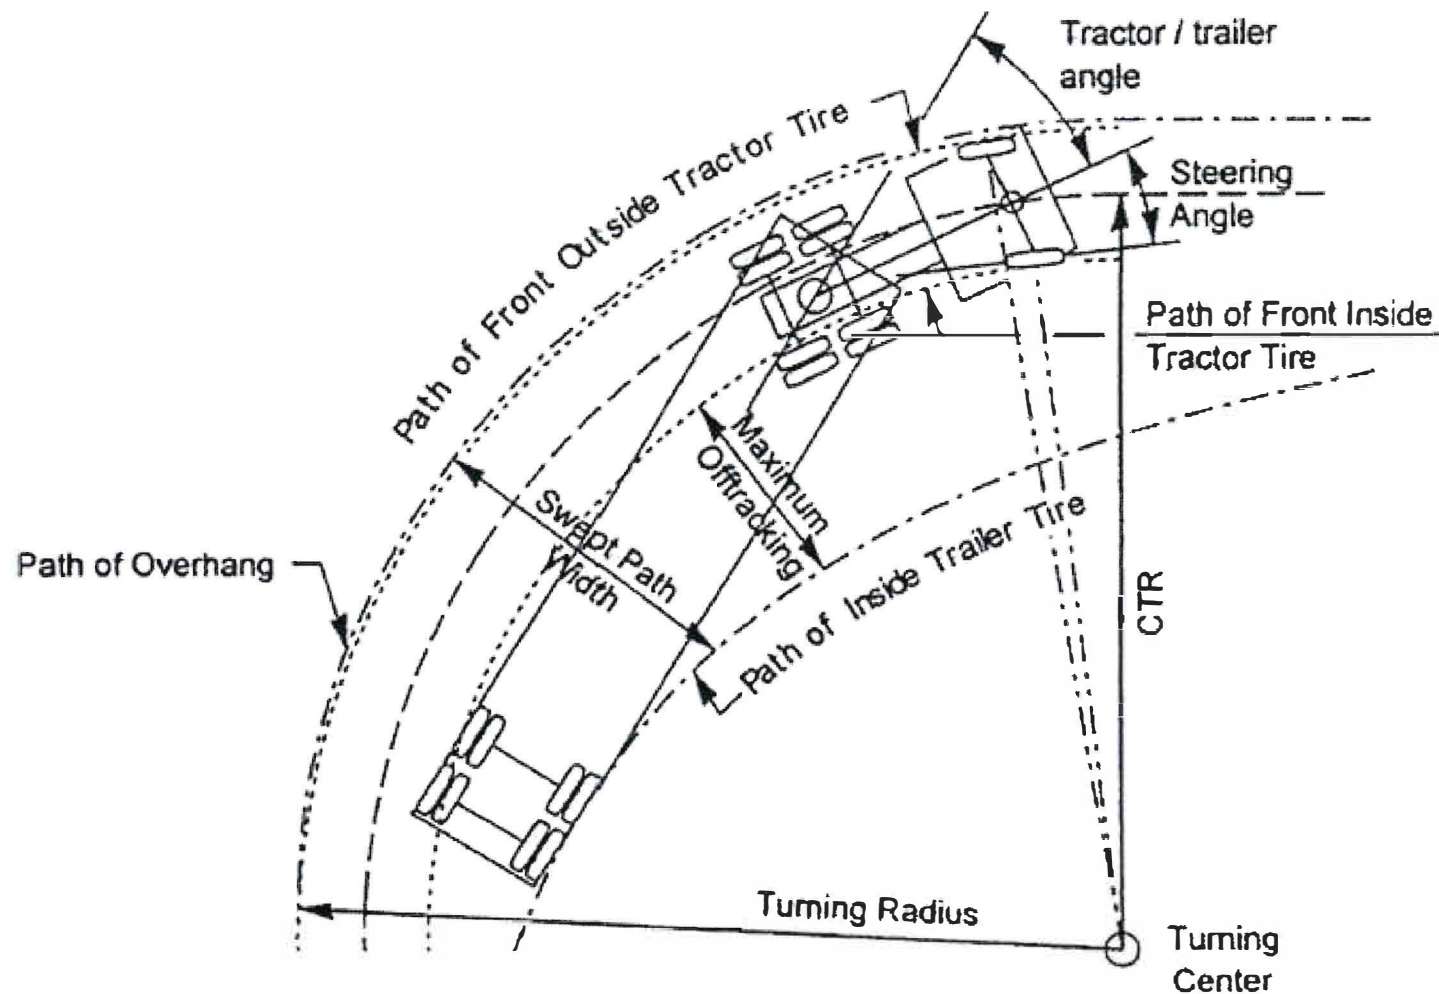 Tractor / trailer
angle
Path of Front Outside Tractor Tire
Steering
Angle
Path of Front Inside
Tractor Tire
Maximum
Offtracking
Swept Path
Width
Path of Overhang
Path of Inside Trailer Tire
CTR
Turning Radius
Turning
Center